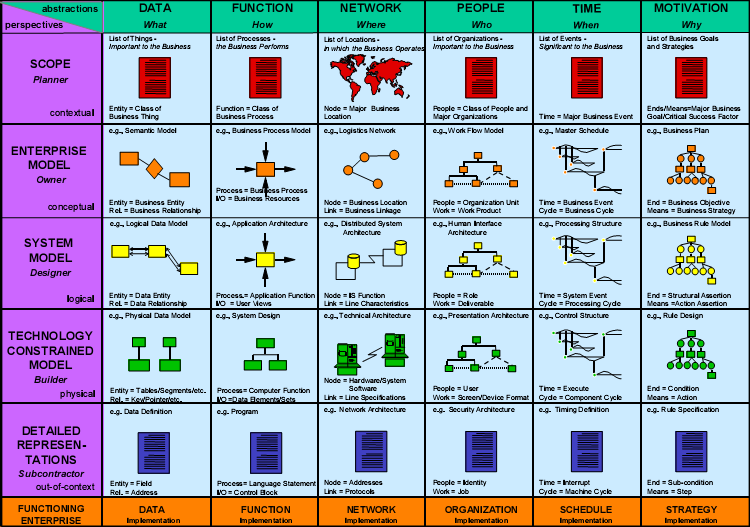 abstractions
perspectives
DATA
What
FUNCTION
How
NETWORK
Where
PEOPLE
Who
TIME
When
MOTIVATION
Why
SCOPE
Planner
contextual
List of Things -
Important to the Business
Entity = Class of
Business Thing
List of Processes -
the Business Performs
Function = Class of
Business Process
List of Locations -
in which the Business Operates
Node = Major Business
Location
List of Organizations -
Important to the Business
People = Class of People and
Major Organizations
List of Events -
Significant to the Business
Time = Major Business Event
List of Business Goals
and Strategies
Ends/Means=Major Business
Goal/Critical Success Factor
ENTERPRISE
MODEL
Owner
conceptual
e.g., Semantic Model
Entity = Business Entity
Rel. = Business Relationship
e.g., Business Process Model
Process = Business Process
I/O = Business Resources
e.g., Logistics Network
Node = Business Location
Link = Business Linkage
e.g., Work Flow Model
People = Organization Unit
Work = Work Product
e.g., Master Schedule
Time = Business Event
Cycle = Business Cycle
e.g., Business Plan
End = Business Objective
Means = Business Strategy
SYSTEM
MODEL
Designer
logical
e.g., Logical Data Model
Entity = Data Entity
Rel. = Data Relationship
e.g., Application Architecture
Process= Application Function
I/O = User Views
e.g., Distributed System
Architecture
Node = IS Function
Link = Line Characteristics
e.g., Human Interface
Architecture
People = Role
Work = Deliverable
e.g., Processing Structure
Time = System Event
Cycle = Processing Cycle
e.g., Business Rule Model
End = Structural Assertion
Means =Action Assertion
TECHNOLOGY
CONSTRAINED
MODEL
Builder
physical
e.g., Physical Data Model
Entity = Tables/Segments/etc.
Rel. = Key/Pointer/etc.
e.g., System Design
Process= Computer Function
I/O =Data Elements/Sets
e.g., Technical Architecture
Node = Hardware/System
Software
Link = Line Specifications
e.g., Presentation Architecture
People = User
Work = Screen/Device Format
e.g., Control Structure
Time = Execute
Cycle = Component Cycle
e.g., Rule Design
End = Condition
Means = Action
DETAILED
REPRESEN-
TATIONS
Subcontractor
out-of-context
e.g. Data Definition
Entity = Field
Rel. = Address
e.g. Program
Process= Language Statement
I/O = Control Block
e.g. Network Architecture
Node = Addresses
Link = Protocols
e.g. Security Architecture
People = Identity
Work = Job
e.g. Timing Definition
Time = Interrupt
Cycle = Machine Cycle
e.g. Rule Specification
End = Sub-condition
Means = Step
FUNCTIONING
ENTERPRISE
DATA
Implementation
FUNCTION
Implementation
NETWORK
Implementation
ORGANIZATION
Implementation
SCHEDULE
Implementation
STRATEGY
Implementation